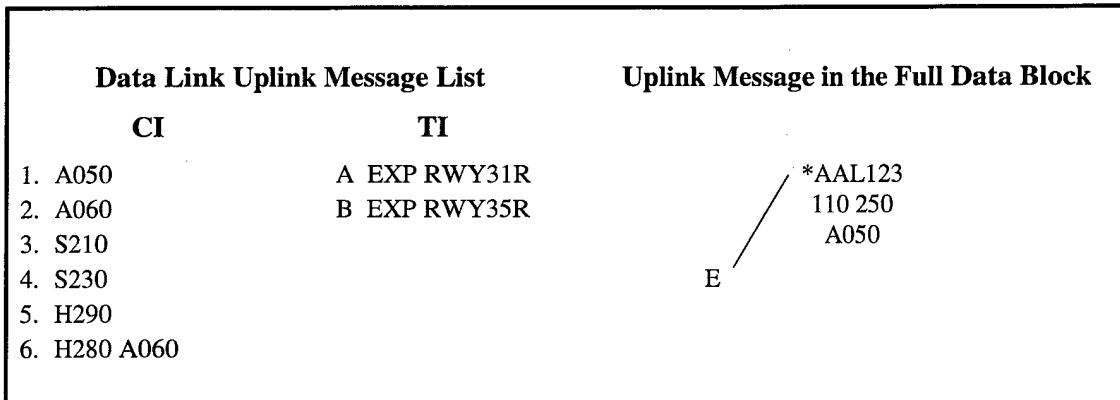 Data Link Uplink Message List
CI TI
1. A050 A EXP RWY31R
2. A060 B EXP RWY35R
3. S210
4. S230
5. H290
6. H280 A060
Uplink Message in the Full Data Block
*AAL123
110 250
A050
E